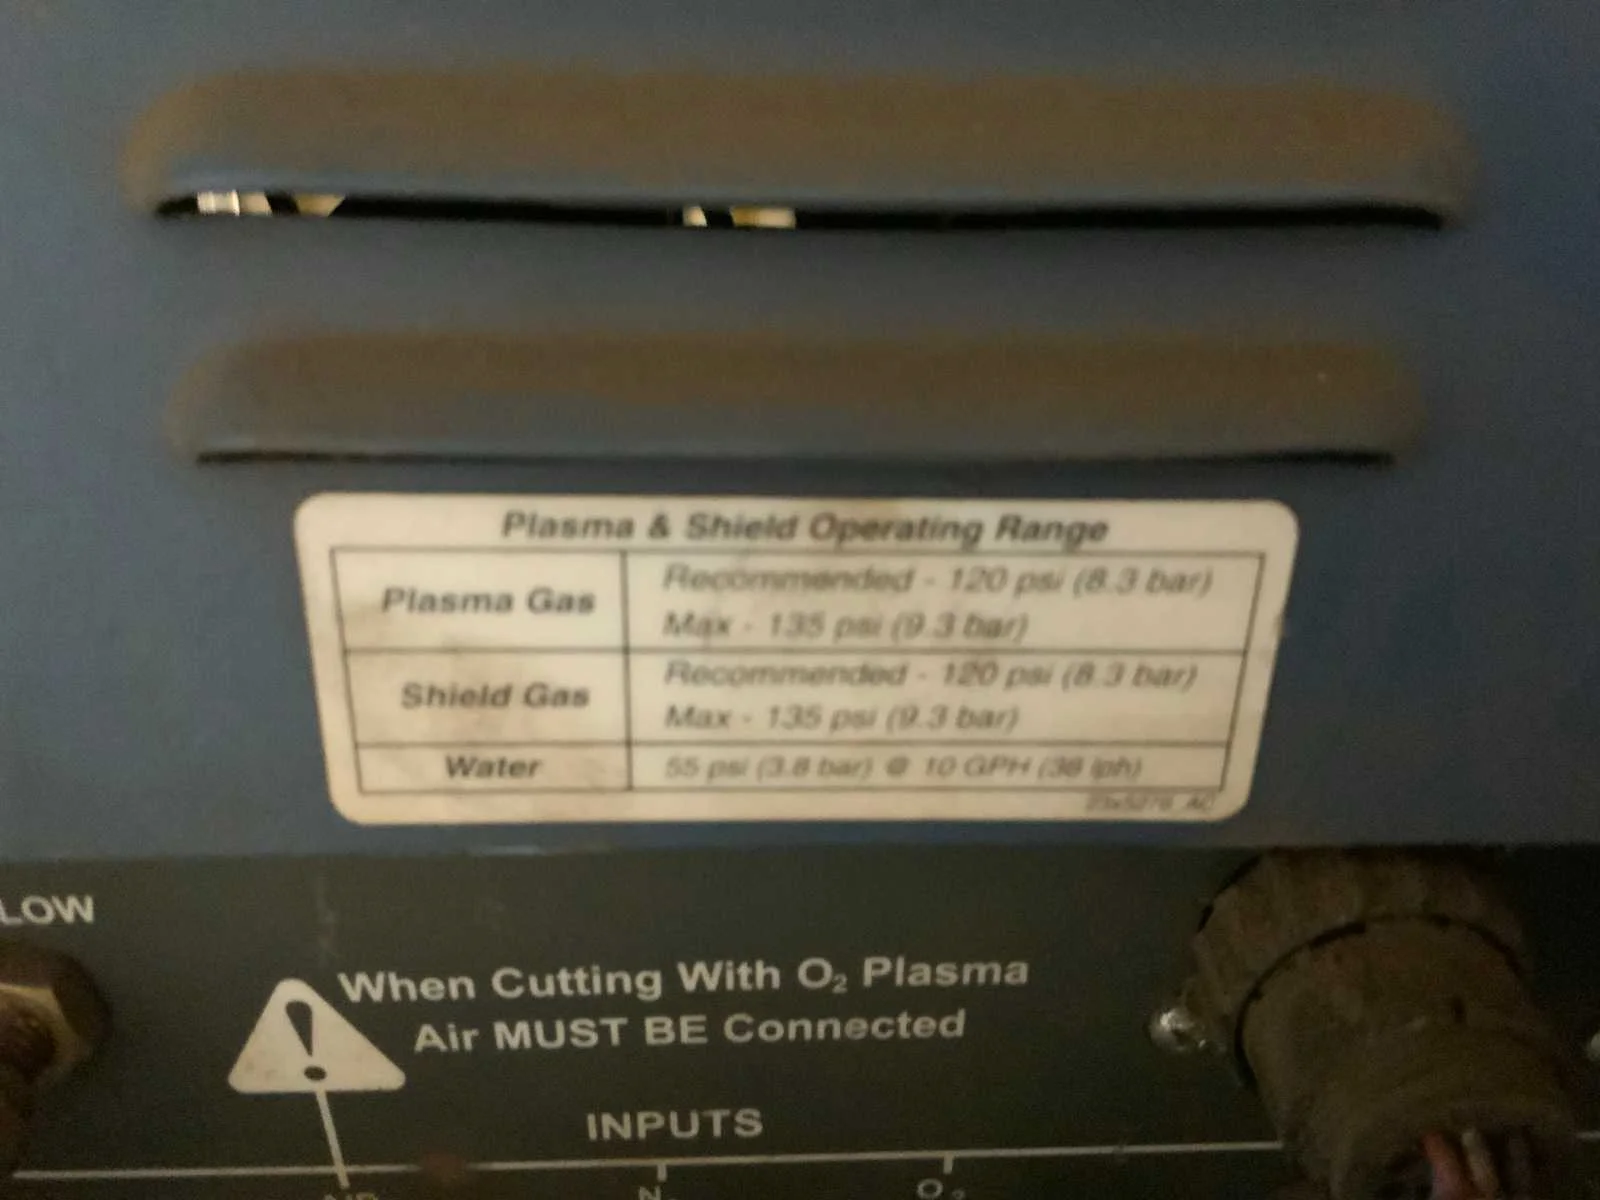 Plasma & Shield Operating Range
Plasma Gas
Recommended - 120 psi (8.3 bar)
Max - 135 psi (9.3 bar)
Shield Gas
Recommended - 120 psi (8.3 bar)
Max - 135 psi (9.3 bar)
Water
55 psi (3.8 bar) @ 10 GPH (38 lph)
LOW
When Cutting With O₂ Plasma
Air MUST BE Connected
INPUTS